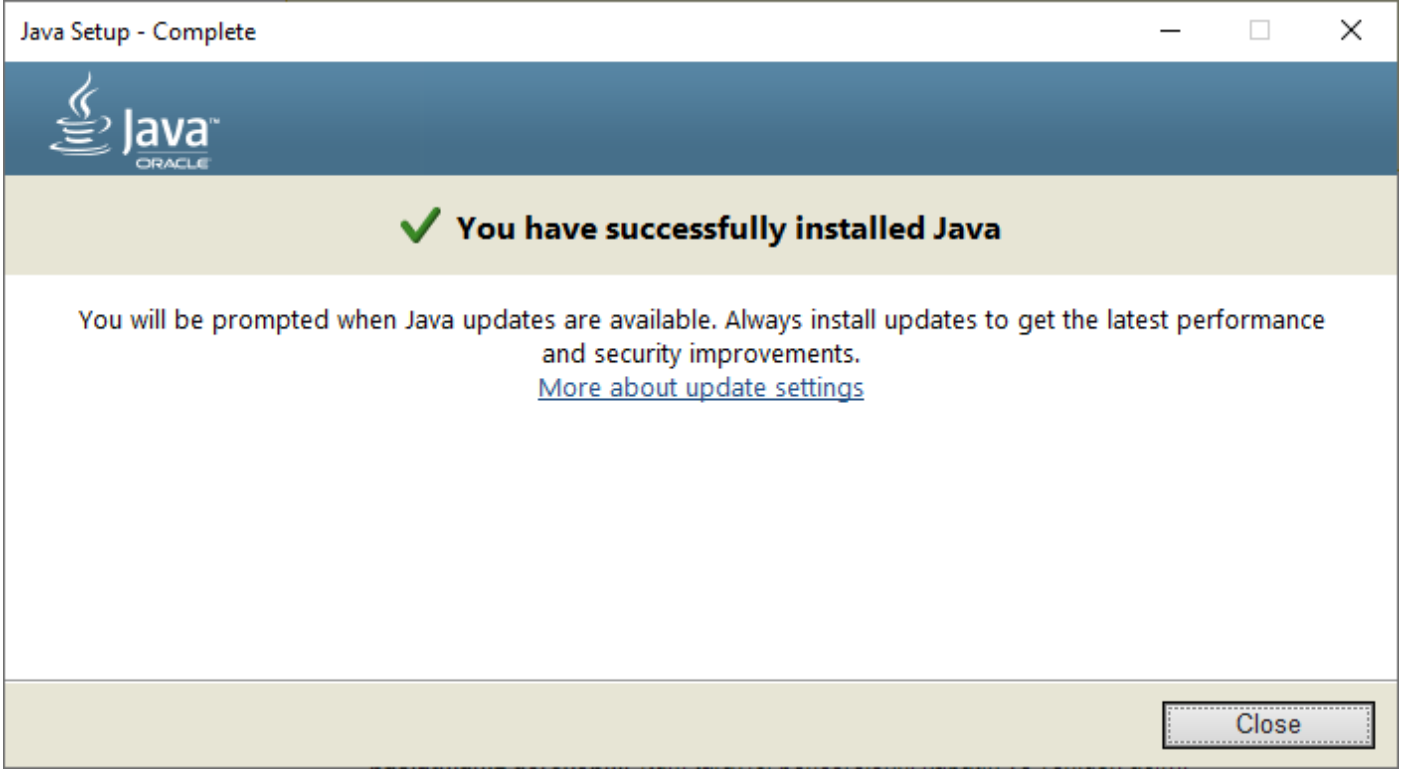 Java Setup - Complete
Java™
ORACLE
You have successfully installed Java
You will be prompted when Java updates are available. Always install updates to get the latest performance
and security improvements.
More about update settings
Close